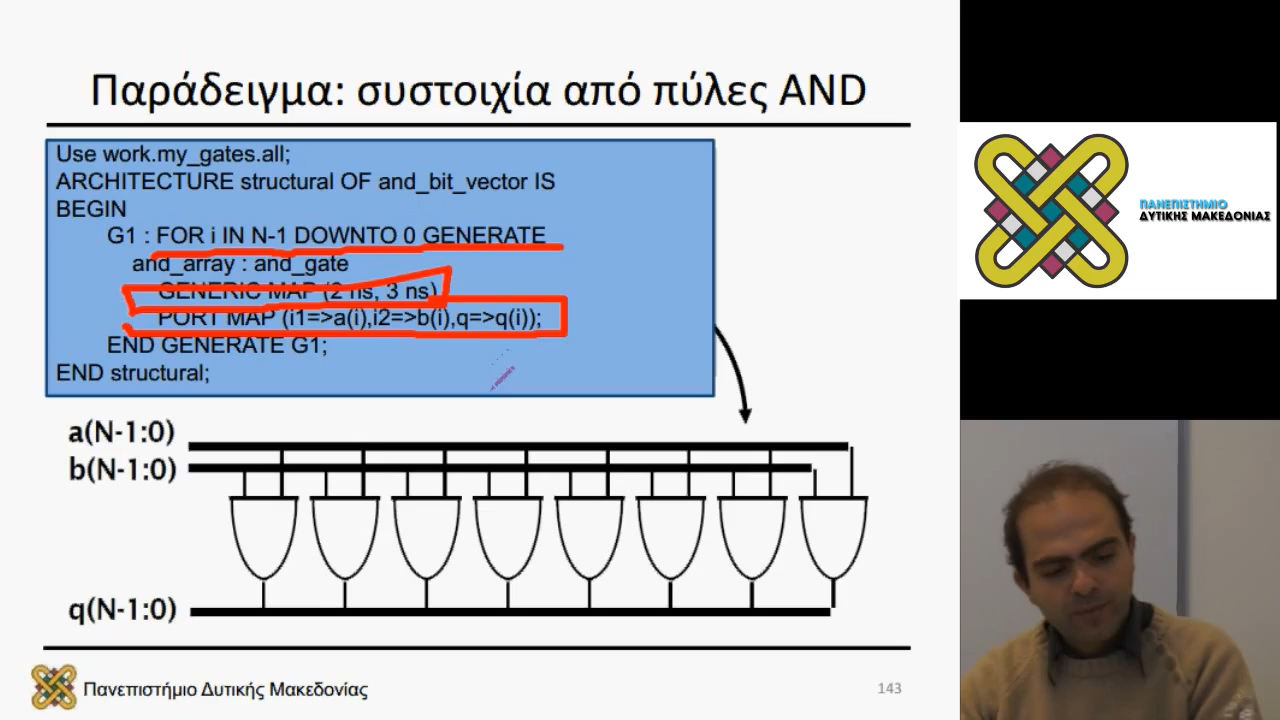 Παράδειγμα: συστοιχία από πύλες AND
Use work.my_gates.all;
ARCHITECTURE structural OF and_bit_vector IS
BEGIN
G1 : FOR i IN N-1 DOWNTO 0 GENERATE
and_array : and_gate
GENERIC MAP (2 ns, 3 ns)
PORT MAP (i1=>a(i),i2=>b(i),q=>q(i));
END GENERATE G1;
END structural;
a(N-1:0)
b(N-1:0)
q(N-1:0)
Πανεπιστήμιο Δυτικής Μακεδονίας
143
ΠΑΝΕΠΙΣΤΗΜΙΟ
ΔΥΤΙΚΗΣ ΜΑΚΕΔΟΝΙΑΣ